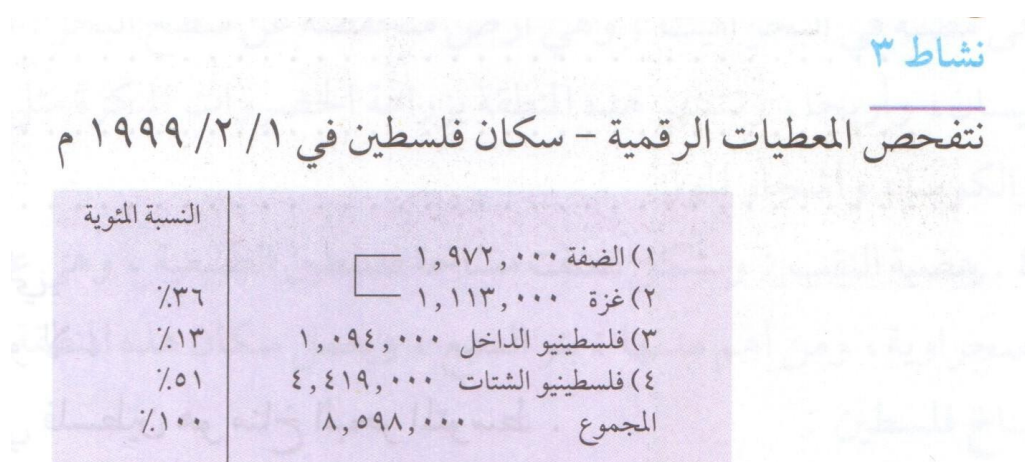 نشاط ٣
نتفحص المعطيات الرقمية – سكان فلسطين في ١/ ٢/ ١٩٩٩ م
النسبة المئوية
١) الضفة ١,٩٧٢,٠٠٠
٢) غزة ١,١١٣,٠٠٠ ٣٦٪
٣) فلسطينيو الداخل ١,٠٩٤,٠٠٠ ١٣٪
٤) فلسطينيو الشتات ٤,٤١٩,٠٠٠ ٥١٪
المجموع ٨,٥٩٨,٠٠٠ ١٠٠٪